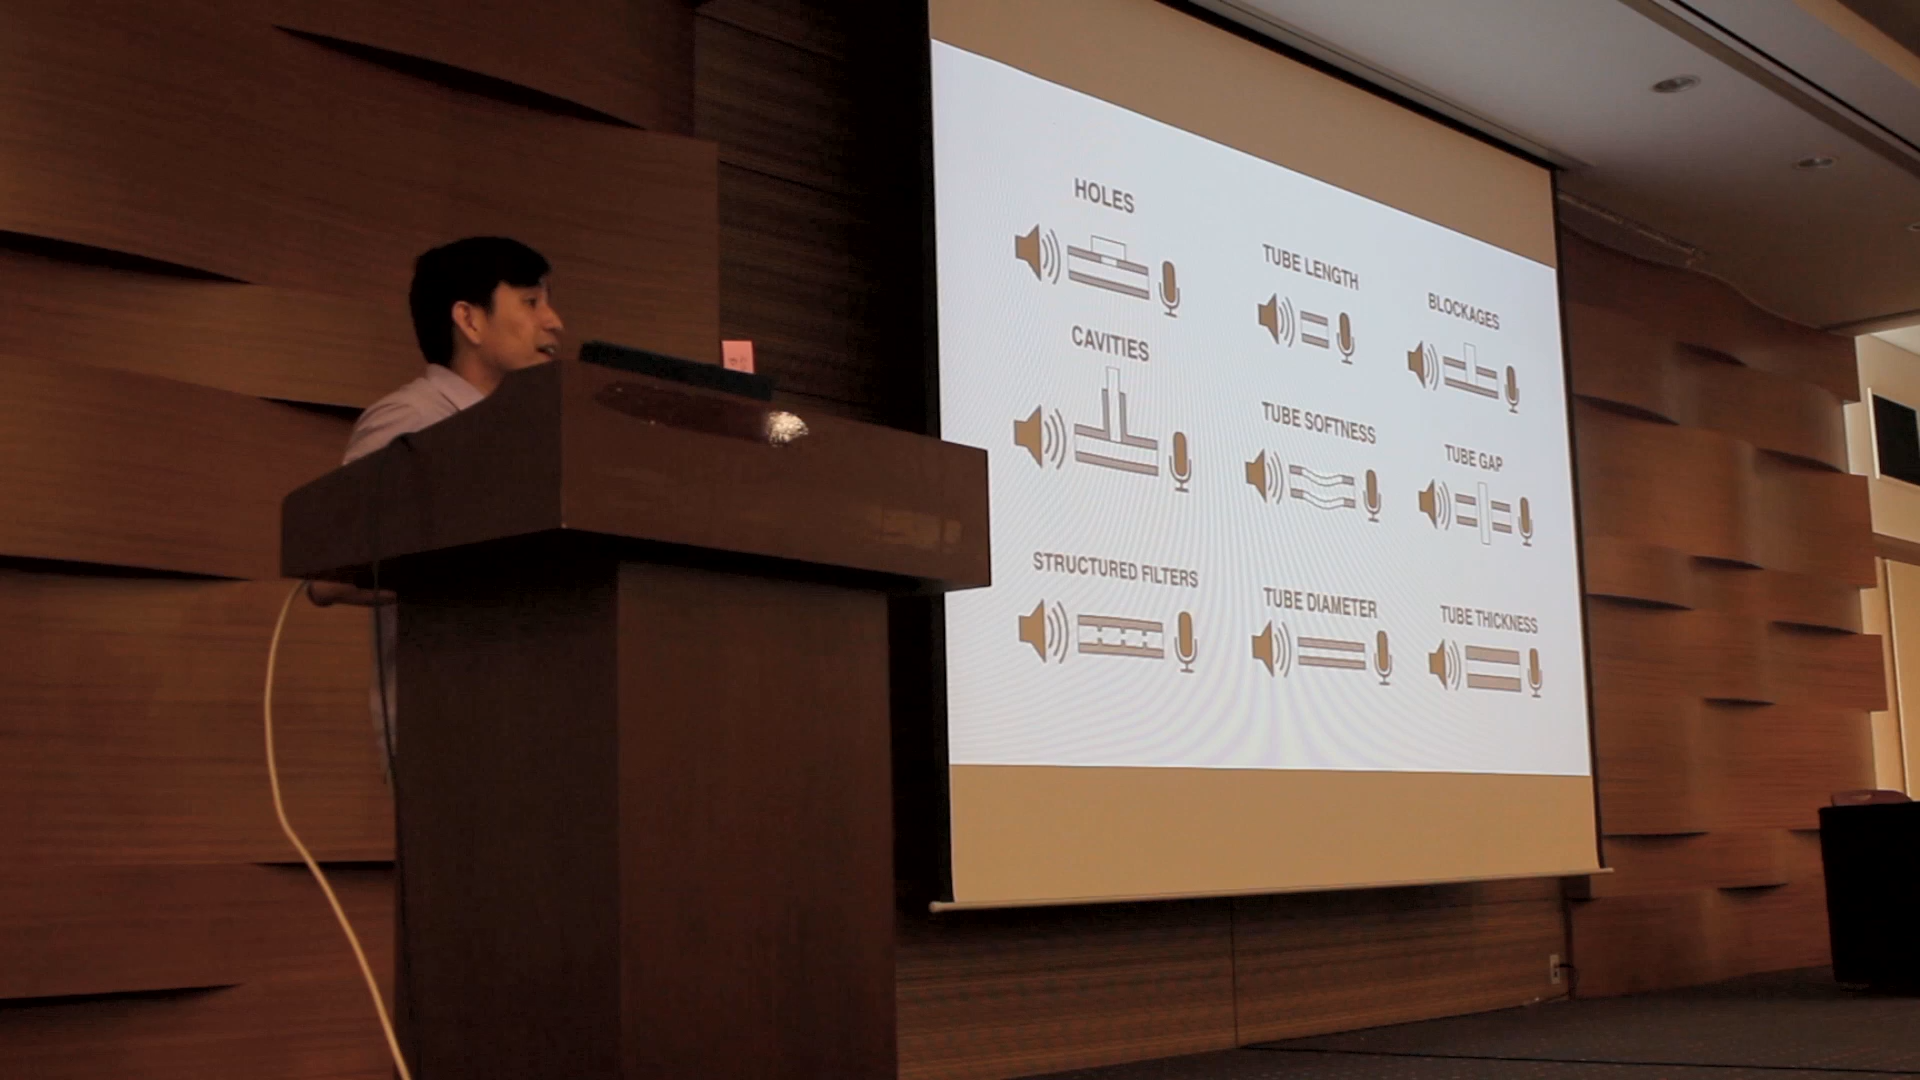 HOLES
TUBE LENGTH
BLOCKAGES
CAVITIES
TUBE SOFTNESS
TUBE GAP
STRUCTURED FILTERS
TUBE DIAMETER
TUBE THICKNESS